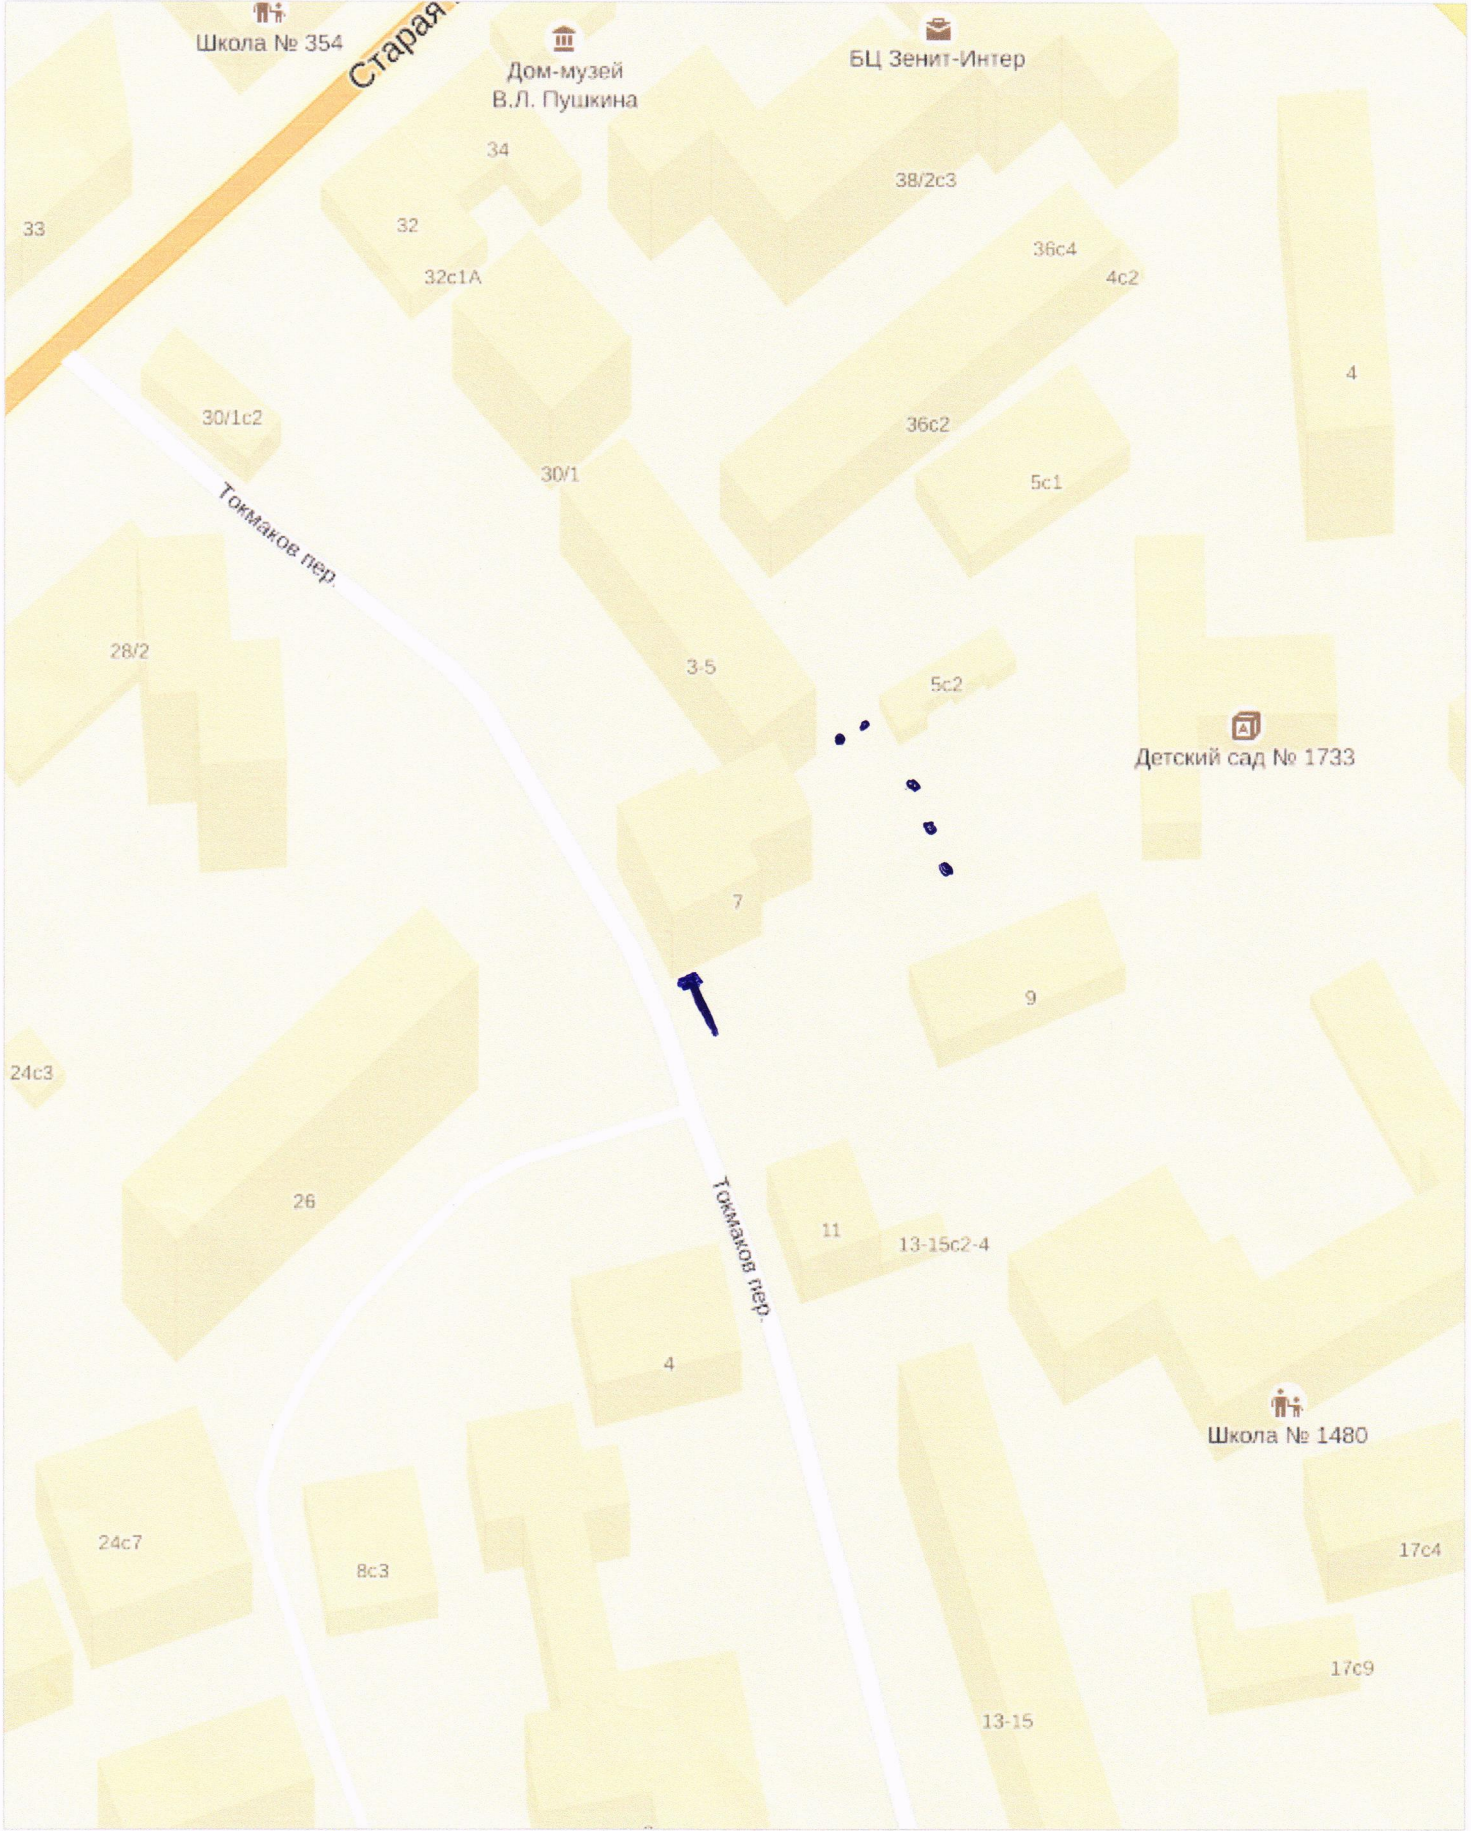 Школа № 354
Старая
Дом-музей
В.Л. Пушкина
БЦ Зенит-Интер
34
38/2с3
33
32
32с1А
36с4
4с2
4
30/1с2
36с2
30/1
5с1
Токмаков пер.
28/2
3-5
5с2
Детский сад № 1733
7
9
24с3
26
Токмаков пер.
11
13-15с2-4
4
Школа № 1480
24с7
8с3
17с4
17с9
13-15